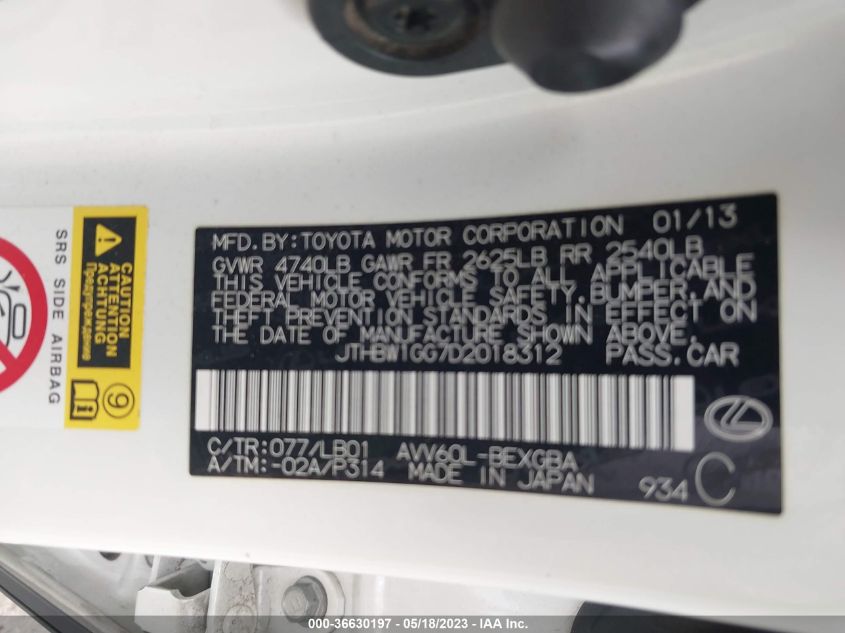 MFD.BY:TOYOTA MOTOR CORPORATION 01/13
GVWR 4740LB GAWR FR 2625LB RR 2540LB
THIS VEHICLE CONFORMS TO ALL APPLICABLE
FEDERAL MOTOR VEHICLE SAFETY,BUMPER,AND
THEFT PREVENTION STANDARDS IN EFFECT ON
THE DATE OF MANUFACTURE SHOWN ABOVE.
JTHBW1GG7D2018312 PASS.CAR
C/TR:077/LB01 AVV60L-BEXGBA
A/TM:-02A/P314 MADE IN JAPAN 934 C
CAUTION
ATTENTION
ACHTUNG
Предупреждение
9
SRS SIDE AIRBAG
000-36630197 - 05/18/2023 - IAA Inc.